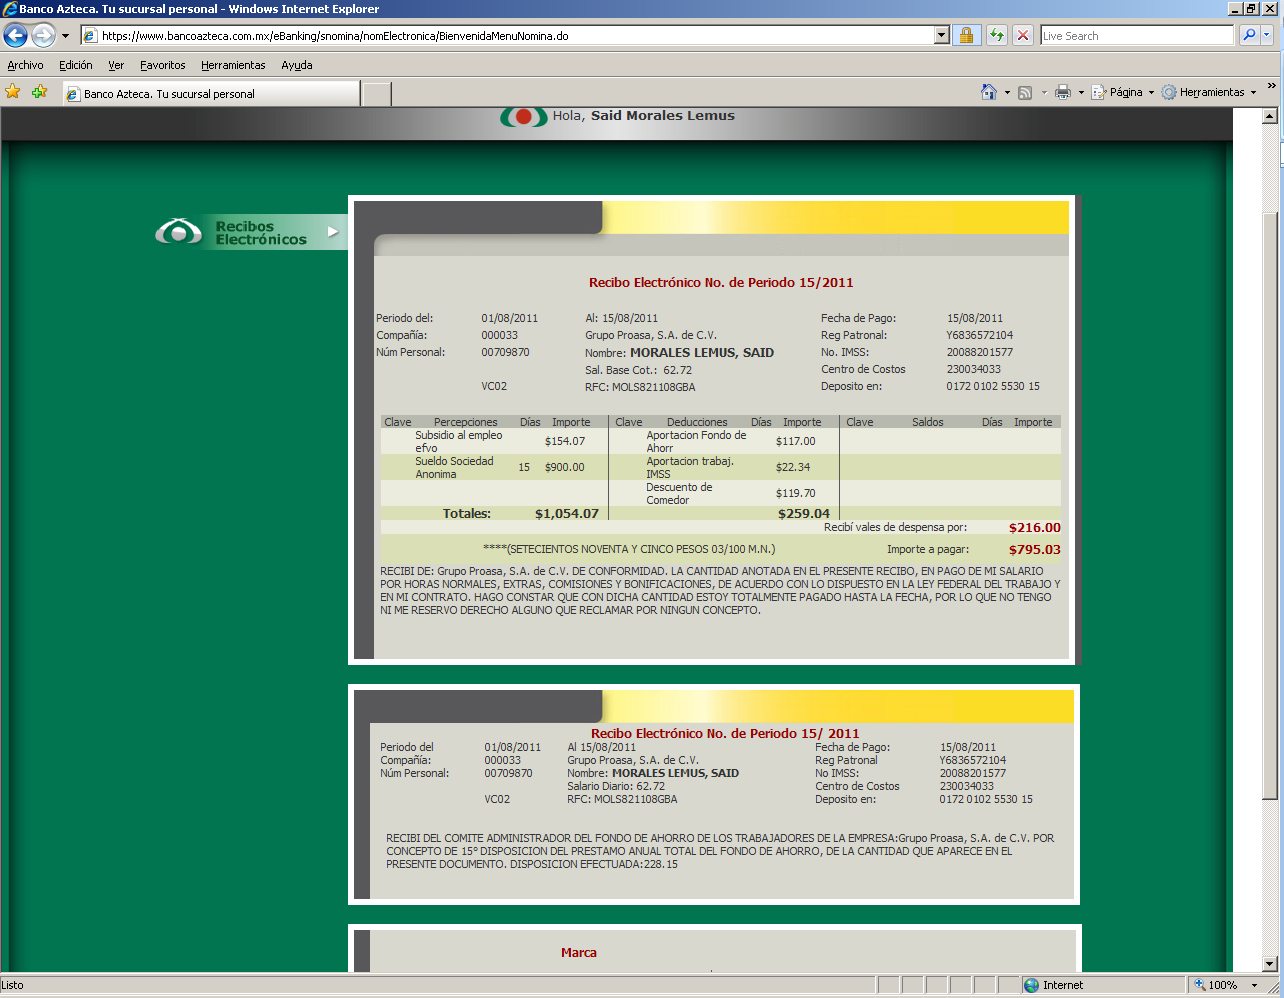 Banco Azteca. Tu sucursal personal - Windows Internet Explorer
https://www.bancoazteca.com.mx/eBanking/snomina/nomElectronica/BienvenidaMenuNomina.do Live Search
Archivo Edición Ver Favoritos Herramientas Ayuda
Banco Azteca. Tu sucursal personal Página Herramientas »
Hola, Said Morales Lemus
Recibos
Electrónicos
Recibo Electrónico No. de Periodo 15/2011
Periodo del: 01/08/2011 Al: 15/08/2011 Fecha de Pago: 15/08/2011
Compañía: 000033 Grupo Proasa, S.A. de C.V. Reg Patronal: Y6836572104
Núm Personal: 00709870 Nombre: MORALES LEMUS, SAID No. IMSS: 20088201577
Sal. Base Cot.: 62.72 Centro de Costos 230034033
VC02 RFC: MOLS821108GBA Deposito en: 0172 0102 5530 15
Clave Percepciones Días Importe Clave Deducciones Días Importe Clave Saldos Días Importe
Subsidio al empleo efvo $154.07 Aportacion Fondo de Ahorr $117.00
Sueldo Sociedad Anonima 15 $900.00 Aportacion trabaj. IMSS $22.34
Descuento de Comedor $119.70
Totales: $1,054.07 $259.04
Recibí vales de despensa por: $216.00
****(SETECIENTOS NOVENTA Y CINCO PESOS 03/100 M.N.) Importe a pagar: $795.03
RECIBI DE: Grupo Proasa, S.A. de C.V. DE CONFORMIDAD. LA CANTIDAD ANOTADA EN EL PRESENTE RECIBO, EN PAGO DE MI SALARIO
POR HORAS NORMALES, EXTRAS, COMISIONES Y BONIFICACIONES, DE ACUERDO CON LO DISPUESTO EN LA LEY FEDERAL DEL TRABAJO Y
EN MI CONTRATO. HAGO CONSTAR QUE CON DICHA CANTIDAD ESTOY TOTALMENTE PAGADO HASTA LA FECHA, POR LO QUE NO TENGO
NI ME RESERVO DERECHO ALGUNO QUE RECLAMAR POR NINGUN CONCEPTO.
Recibo Electrónico No. de Periodo 15/ 2011
Periodo del 01/08/2011 Al 15/08/2011 Fecha de Pago: 15/08/2011
Compañía: 000033 Grupo Proasa, S.A. de C.V. Reg Patronal Y6836572104
Núm Personal: 00709870 Nombre: MORALES LEMUS, SAID No IMSS: 20088201577
Salario Diario: 62.72 Centro de Costos 230034033
VC02 RFC: MOLS821108GBA Deposito en: 0172 0102 5530 15
RECIBI DEL COMITE ADMINISTRADOR DEL FONDO DE AHORRO DE LOS TRABAJADORES DE LA EMPRESA:Grupo Proasa, S.A. de C.V. POR
CONCEPTO DE 15° DISPOSICION DEL PRESTAMO ANUAL TOTAL DEL FONDO DE AHORRO, DE LA CANTIDAD QUE APARECE EN EL
PRESENTE DOCUMENTO. DISPOSICION EFECTUADA:228.15
Marca
Listo Internet 100%